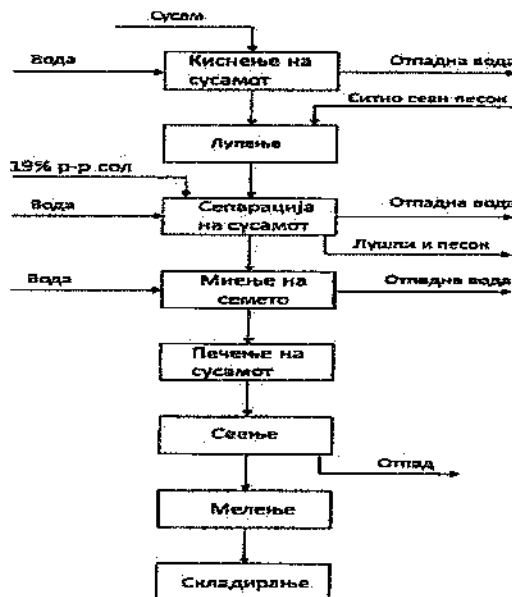 Сусам
Вода
Киснење на
сусамот
Отпадна вода
Ситно сеан песок
Лупење
19% р-р сол
Вода
Сепарација
на сусамот
Отпадна вода
Лушпи и песок
Вода
Миење на
семето
Отпадна вода
Печење на
сусамот
Сеење
Отпад
Мелење
Складирање